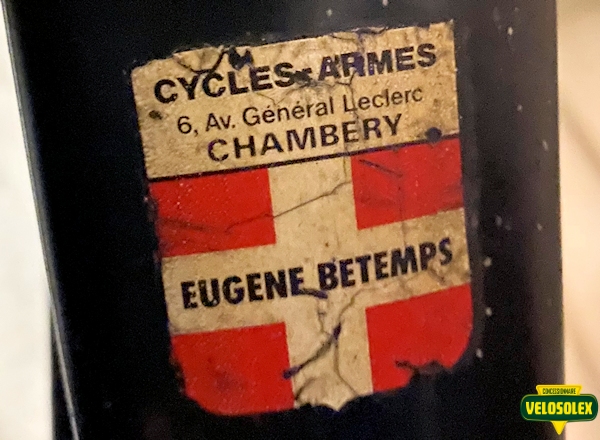 CYCLES-ARMES
6, Av. Général Leclerc
CHAMBERY
EUGENE BETEMPS
CONCESSIONNAIRE
VELOSOLEX